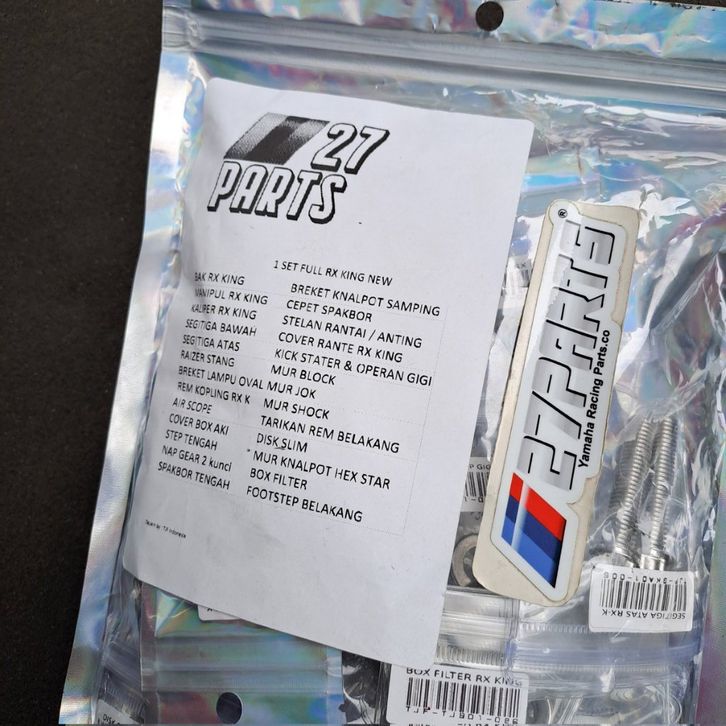 27
PARTS
1 SET FULL RX KING NEW
BAK RX KING
MANIPUL RX KING
KALIPER RX KING
SEGITIGA BAWAH
SEGITIGA ATAS
RAIZER STANG
BREKET LAMPU OVAL
REM KOPLING RX K
AIR SCOPE
COVER BOX AKI
STEP TENGAH
NAP GEAR 2 kunci
SPAKBOR TENGAH
BREKET KNALPOT SAMPING
CEPET SPAKBOR
STELAN RANTAI / ANTING
COVER RANTE RX KING
KICK STATER & OPERAN GIGI
MUR BLOCK
MUR JOK
MUR SHOCK
TARIKAN REM BELAKANG
DISK SLIM
MUR KNALPOT HEX STAR
BOX FILTER
FOOTSTEP BELAKANG
27PARTS®
Yamaha Racing Parts.co
SEGITIGA ATAS RX-K
BOX FILTER RX KING